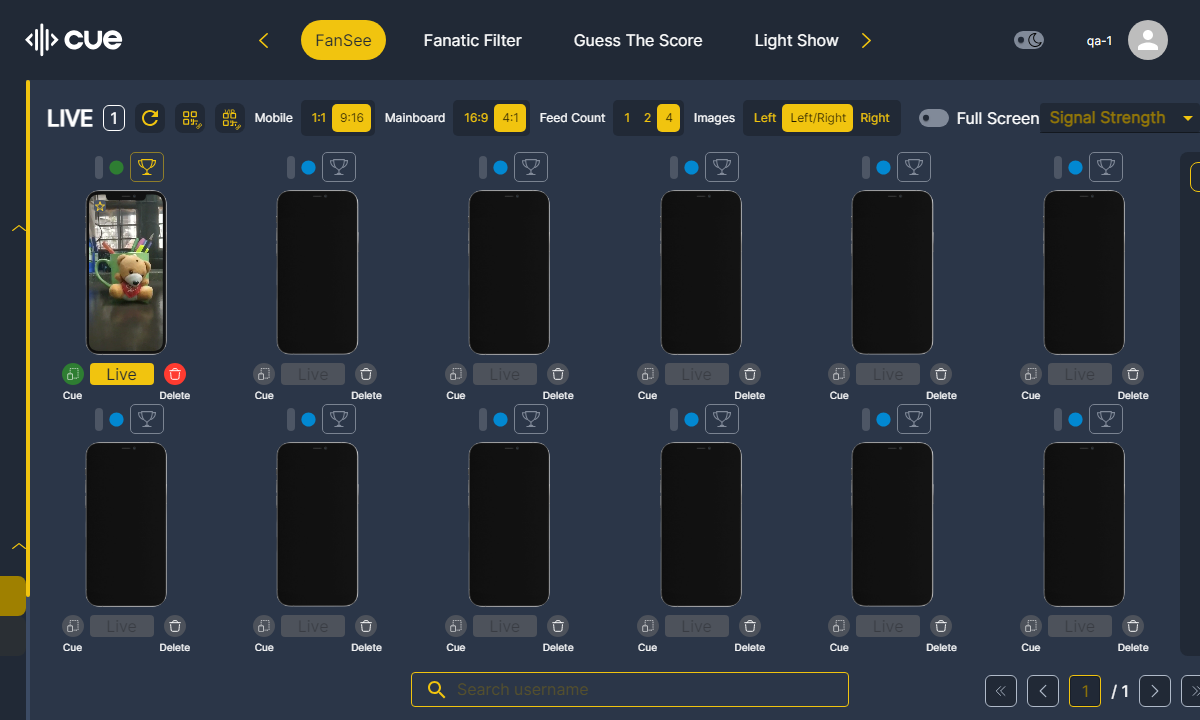 cue
FanSee
Fanatic Filter
Guess The Score
Light Show
qa-1
LIVE 1
Mobile 1:1 9:16
Mainboard 16:9 4:1
Feed Count 1 2 4
Images Left Left/Right Right
Full Screen
Signal Strength
Live Live Live Live Live Live
Cue Delete Cue Delete Cue Delete Cue Delete Cue Delete Cue Delete
Live Live Live Live Live Live
Cue Delete Cue Delete Cue Delete Cue Delete Cue Delete Cue Delete
Search username
1 / 1